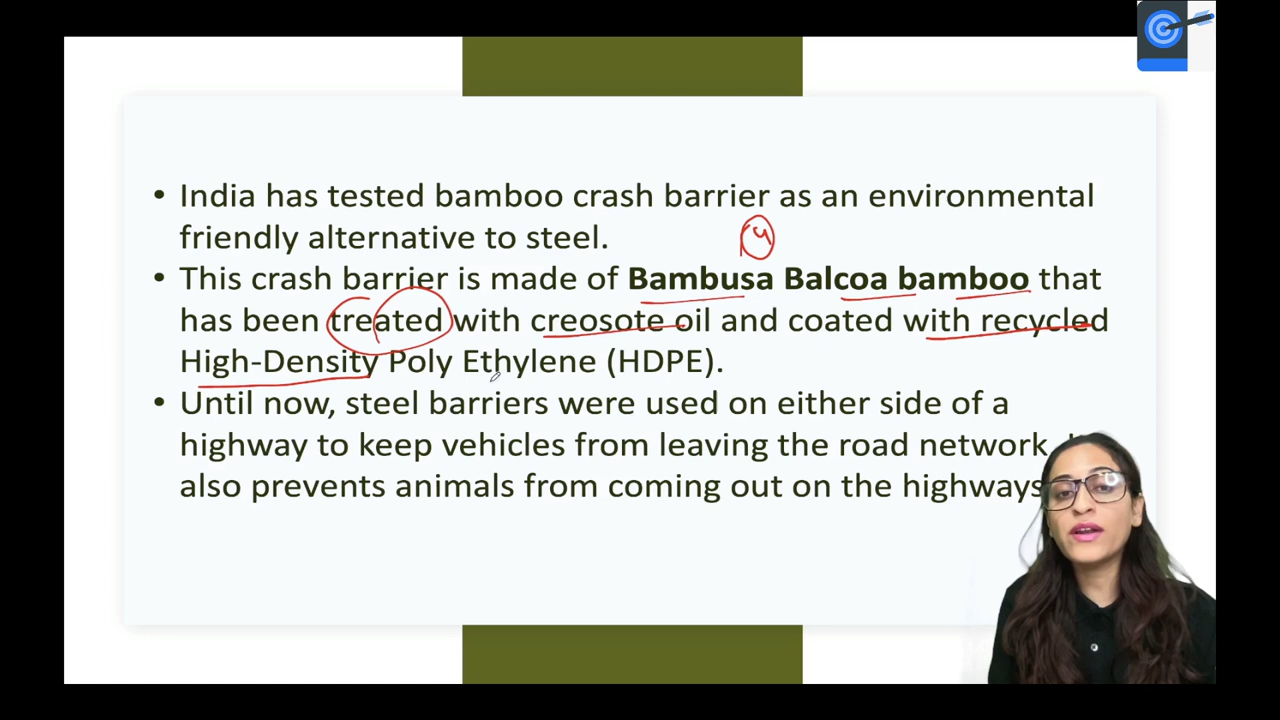 • India has tested bamboo crash barrier as an environmental
friendly alternative to steel.
• This crash barrier is made of Bambusa Balcoa bamboo that
has been treated with creosote oil and coated with recycled
High-Density Poly Ethylene (HDPE).
• Until now, steel barriers were used on either side of a
highway to keep vehicles from leaving the road network.
also prevents animals from coming out on the highways